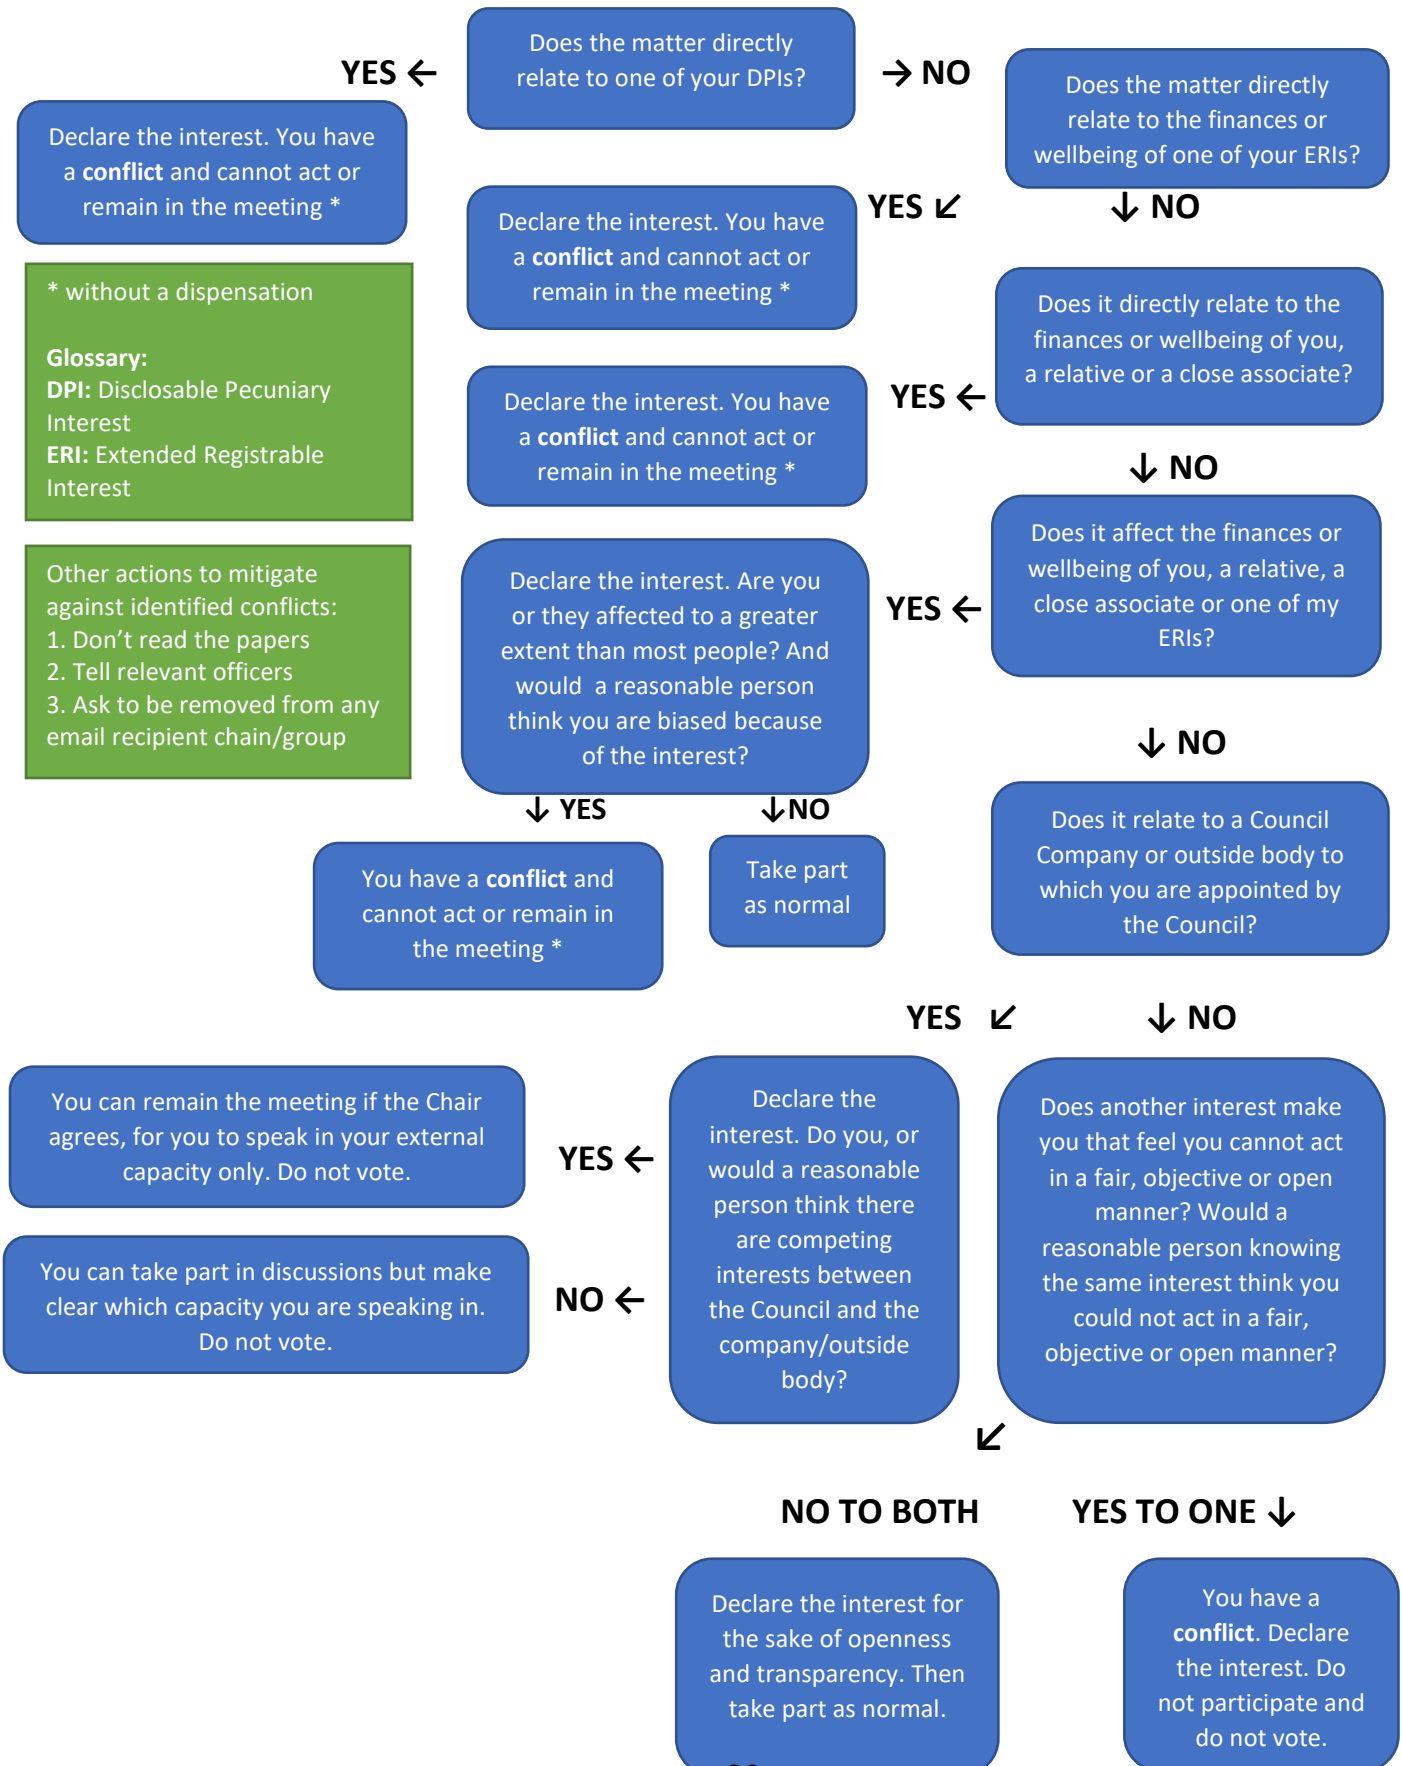 Does the matter directly
relate to one of your DPIs?
YES ←
→ NO
Does the matter directly
relate to the finances or
wellbeing of one of your ERIs?
Declare the interest. You have
a conflict and cannot act or
remain in the meeting *
YES ↙
↓ NO
Declare the interest. You have
a conflict and cannot act or
remain in the meeting *
* without a dispensation
Glossary:
DPI: Disclosable Pecuniary
Interest
ERI: Extended Registrable
Interest
Does it directly relate to the
finances or wellbeing of you,
a relative or a close associate?
YES ←
Declare the interest. You have
a conflict and cannot act or
remain in the meeting *
↓ NO
Does it affect the finances or
wellbeing of you, a relative, a
close associate or one of my
ERIs?
YES ←
Declare the interest. Are you
or they affected to a greater
extent than most people? And
would  a reasonable person
think you are biased because
of the interest?
Other actions to mitigate
against identified conflicts:
1. Don’t read the papers
2. Tell relevant officers
3. Ask to be removed from any
email recipient chain/group
↓ NO
↓ YES
↓NO
You have a conflict and
cannot act or remain in
the meeting *
Take part
as normal
Does it relate to a Council
Company or outside body to
which you are appointed by
the Council?
YES ↙
↓ NO
Declare the
interest. Do you, or
would a reasonable
person think there
are competing
interests between
the Council and the
company/outside
body?
Does another interest make
you that feel you cannot act
in a fair, objective or open
manner? Would a
reasonable person knowing
the same interest think you
could not act in a fair,
objective or open manner?
YES ←
You can remain the meeting if the Chair
agrees, for you to speak in your external
capacity only. Do not vote.
NO ←
You can take part in discussions but make
clear which capacity you are speaking in.
Do not vote.
↙
NO TO BOTH
YES TO ONE ↓
Declare the interest for
the sake of openness
and transparency. Then
take part as normal.
You have a
conflict. Declare
the interest. Do
not participate and
do not vote.